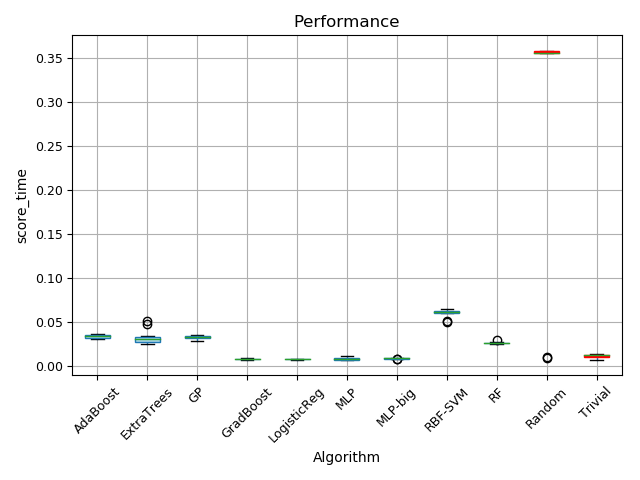 Performance
score_time
0.35
0.30
0.25
0.20
0.15
0.10
0.05
0.00
AdaBoost
ExtraTrees
GP
GradBoost
LogisticReg
MLP
MLP-big
RBF-SVM
RF
Random
Trivial
Algorithm